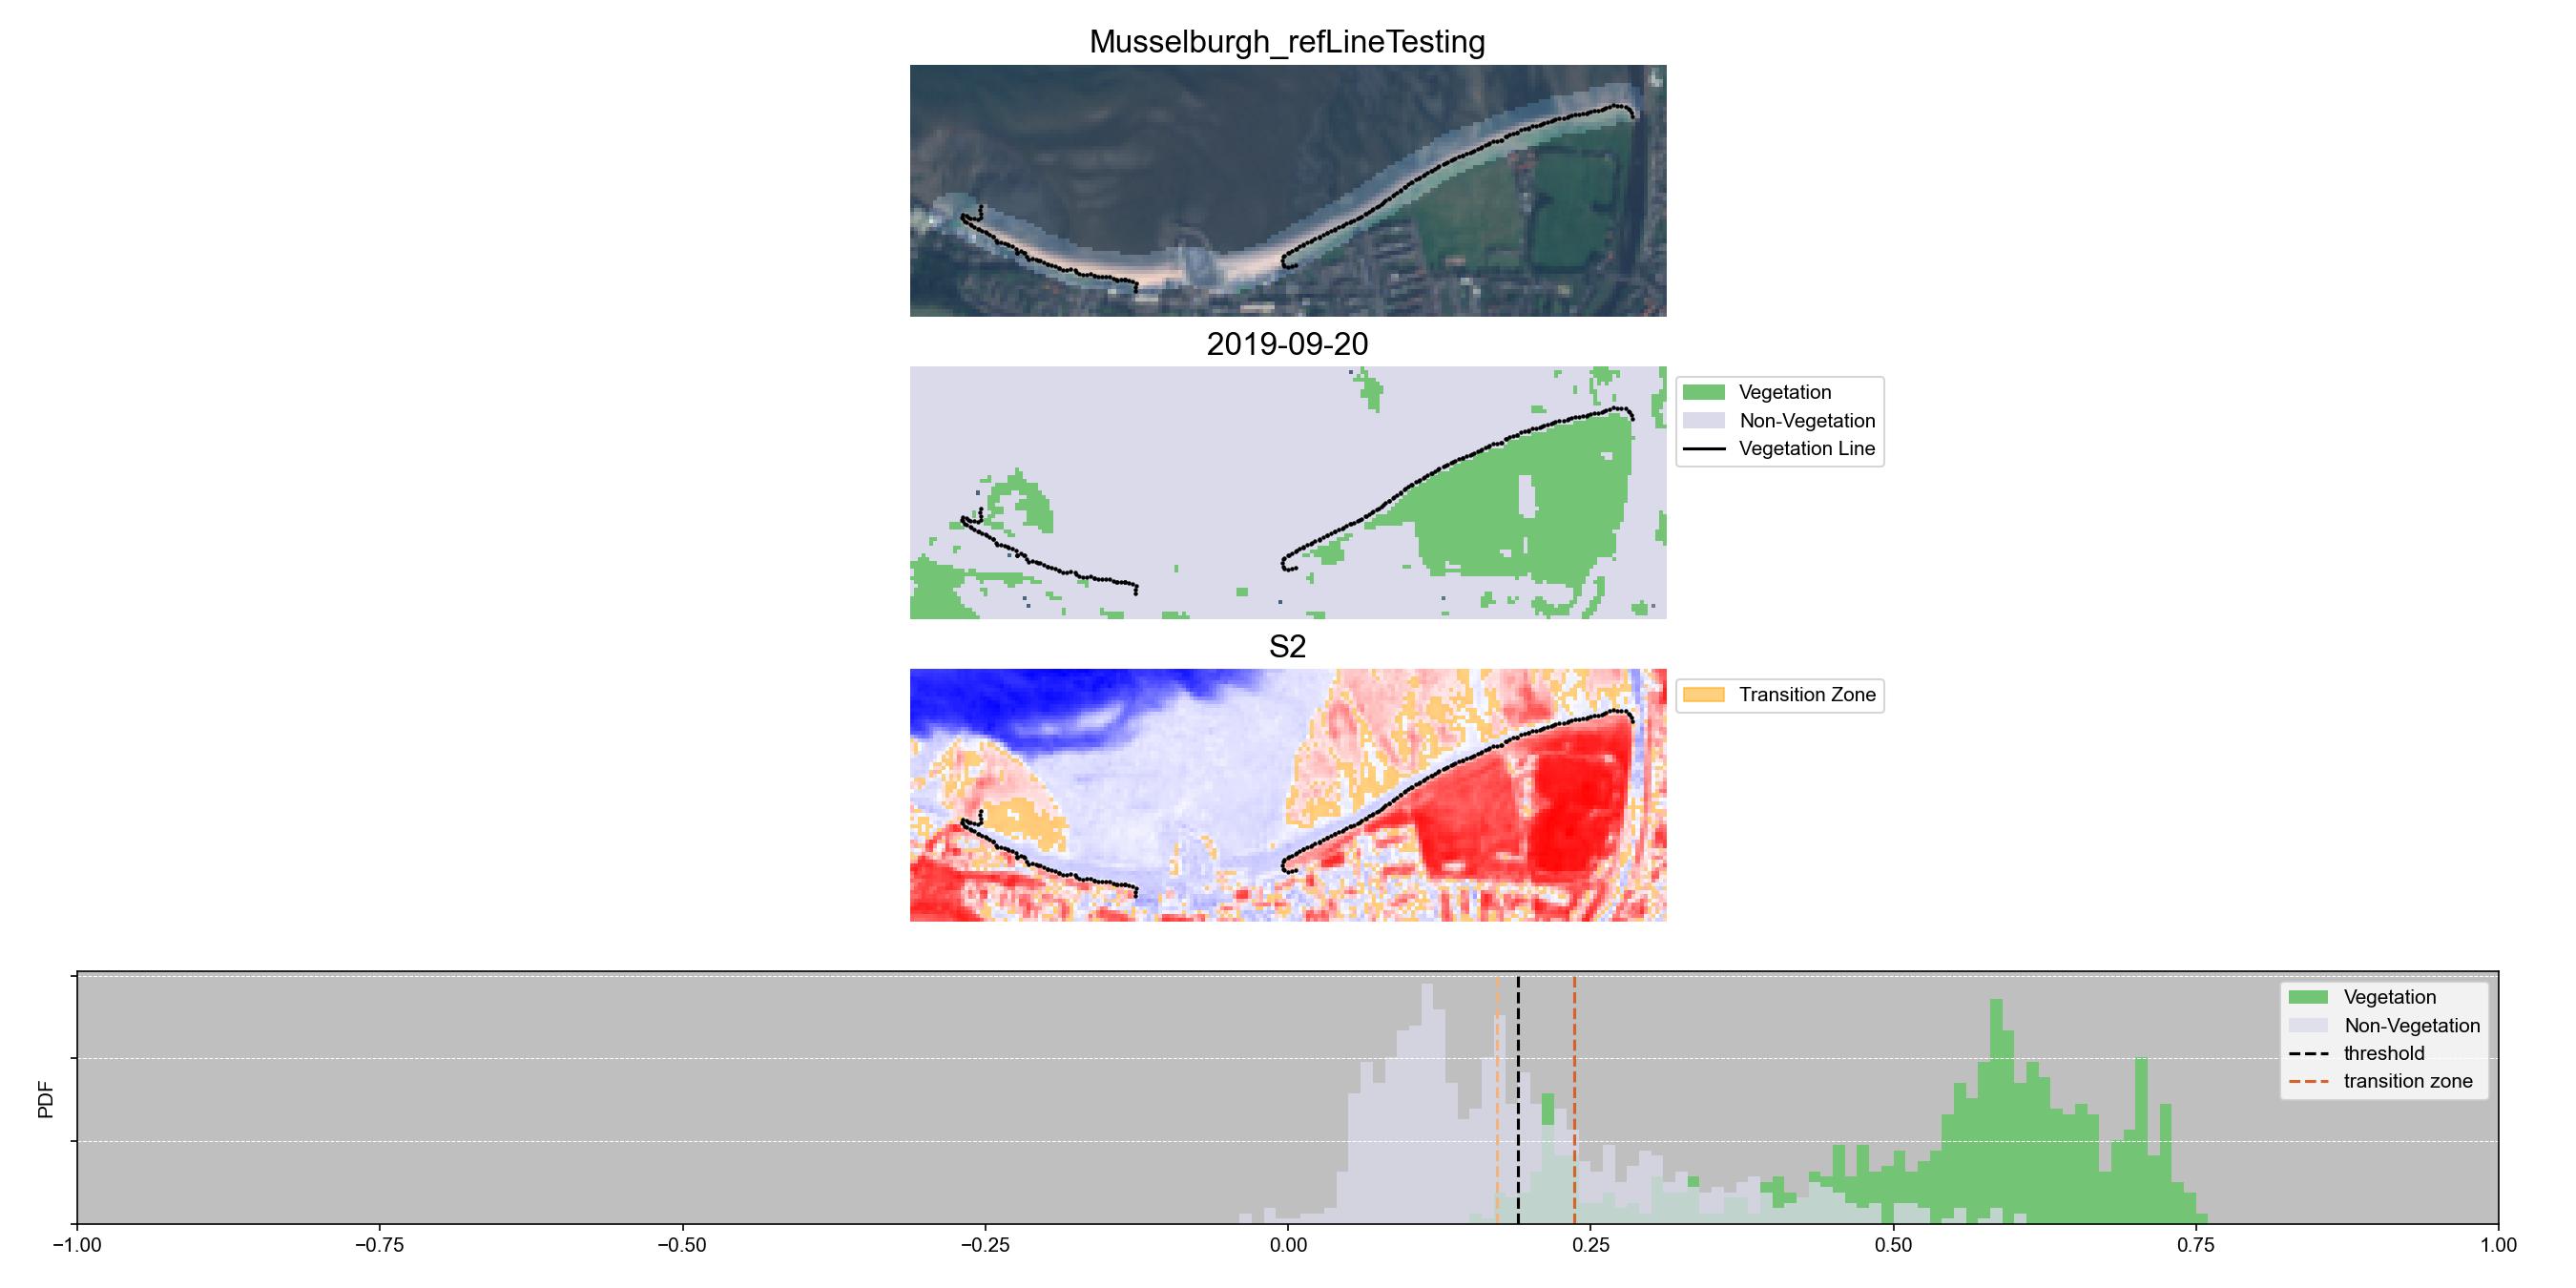 Musselburgh_refLineTesting
2019-09-20
Vegetation
Non-Vegetation
Vegetation Line
S2
Transition Zone
PDF
Vegetation
Non-Vegetation
threshold
transition zone
−1.00 −0.75 −0.50 −0.25 0.00 0.25 0.50 0.75 1.00